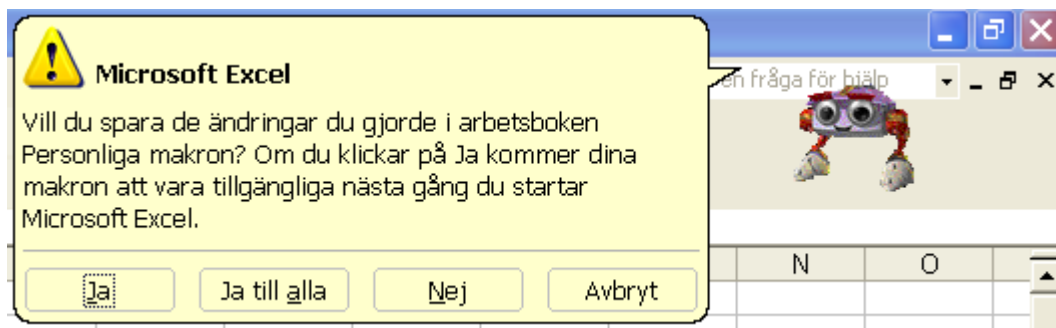 Microsoft Excel
Vill du spara de ändringar du gjorde i arbetsboken
Personliga makron? Om du klickar på Ja kommer dina
makron att vara tillgängliga nästa gång du startar
Microsoft Excel.
Ja
Ja till alla
Nej
Avbryt
en fråga för hjälp
N
O